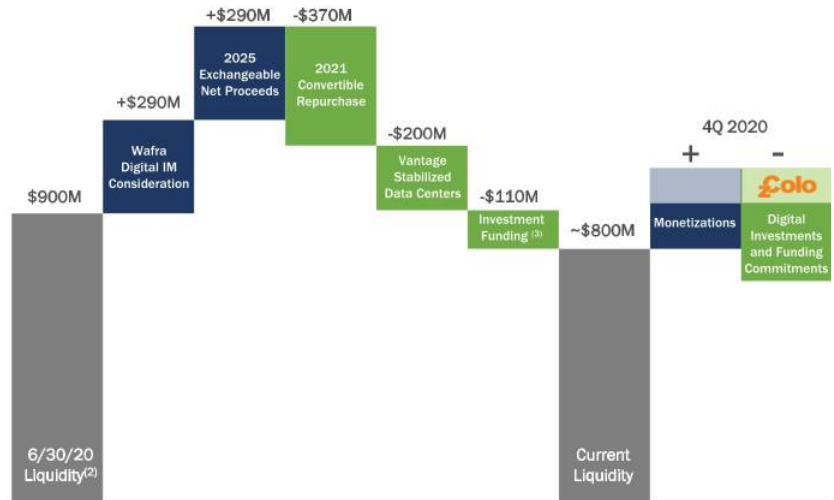 +$290M
-$370M
2025
Exchangeable
Net Proceeds
2021
Convertible
Repurchase
+$290M
Wafra
Digital IM
Consideration
-$200M
Vantage
Stabilized
Data Centers
4Q 2020
+
-
$900M
-$110M
Investment
Funding (3)
~$800M
zColo
Monetizations
Digital
Investments
and Funding
Commitments
6/30/20
Liquidity(2)
Current
Liquidity